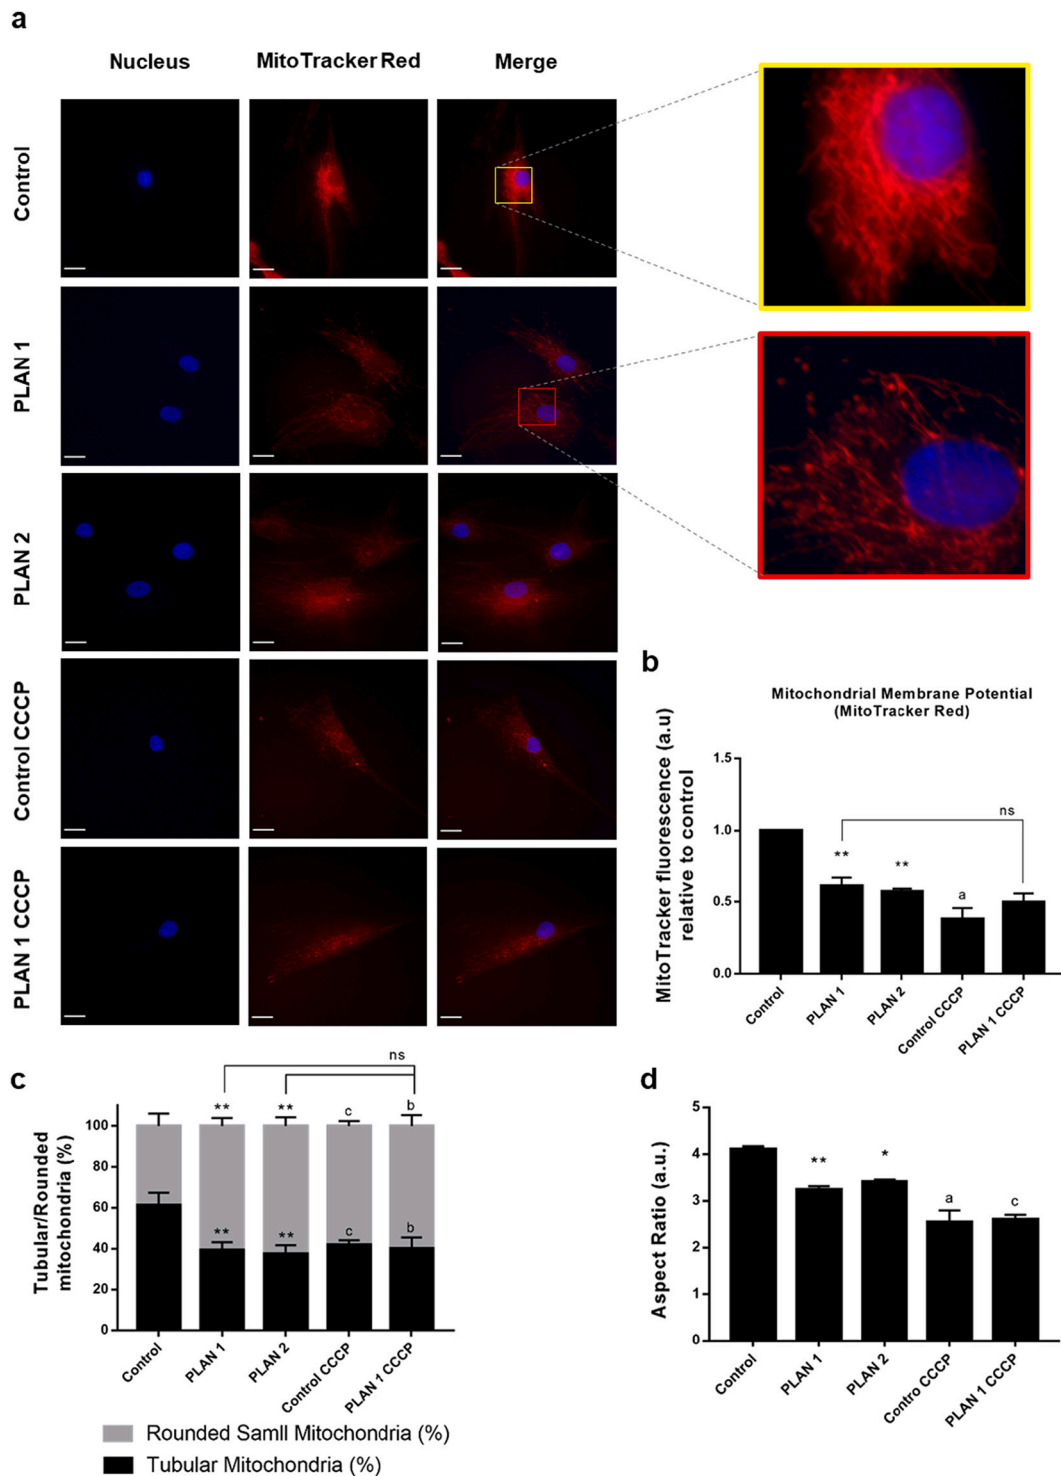 a
Nucleus
MitoTracker Red
Merge
Control
PLAN 1
PLAN 2
Control CCCP
PLAN 1 CCCP
b
Mitochondrial Membrane Potential
(MitoTracker Red)
MitoTracker fluorescence (a.u)
relative to control
1.5
1.0
0.5
0.0
ns
**
**
a
Control
PLAN 1
PLAN 2
Control CCCP
PLAN 1 CCCP
c
ns
Tubular/Rounded
mitochondria (%)
100
80
60
40
20
0
** ** c b
** ** c b
Control
PLAN 1
PLAN 2
Control CCCP
PLAN 1 CCCP
Rounded Samll Mitochondria (%)
Tubular Mitochondria (%)
d
Aspect Ratio (a.u.)
5
4
3
2
1
0
** * a c
Control
PLAN 1
PLAN 2
Contro CCCP
PLAN 1 CCCP